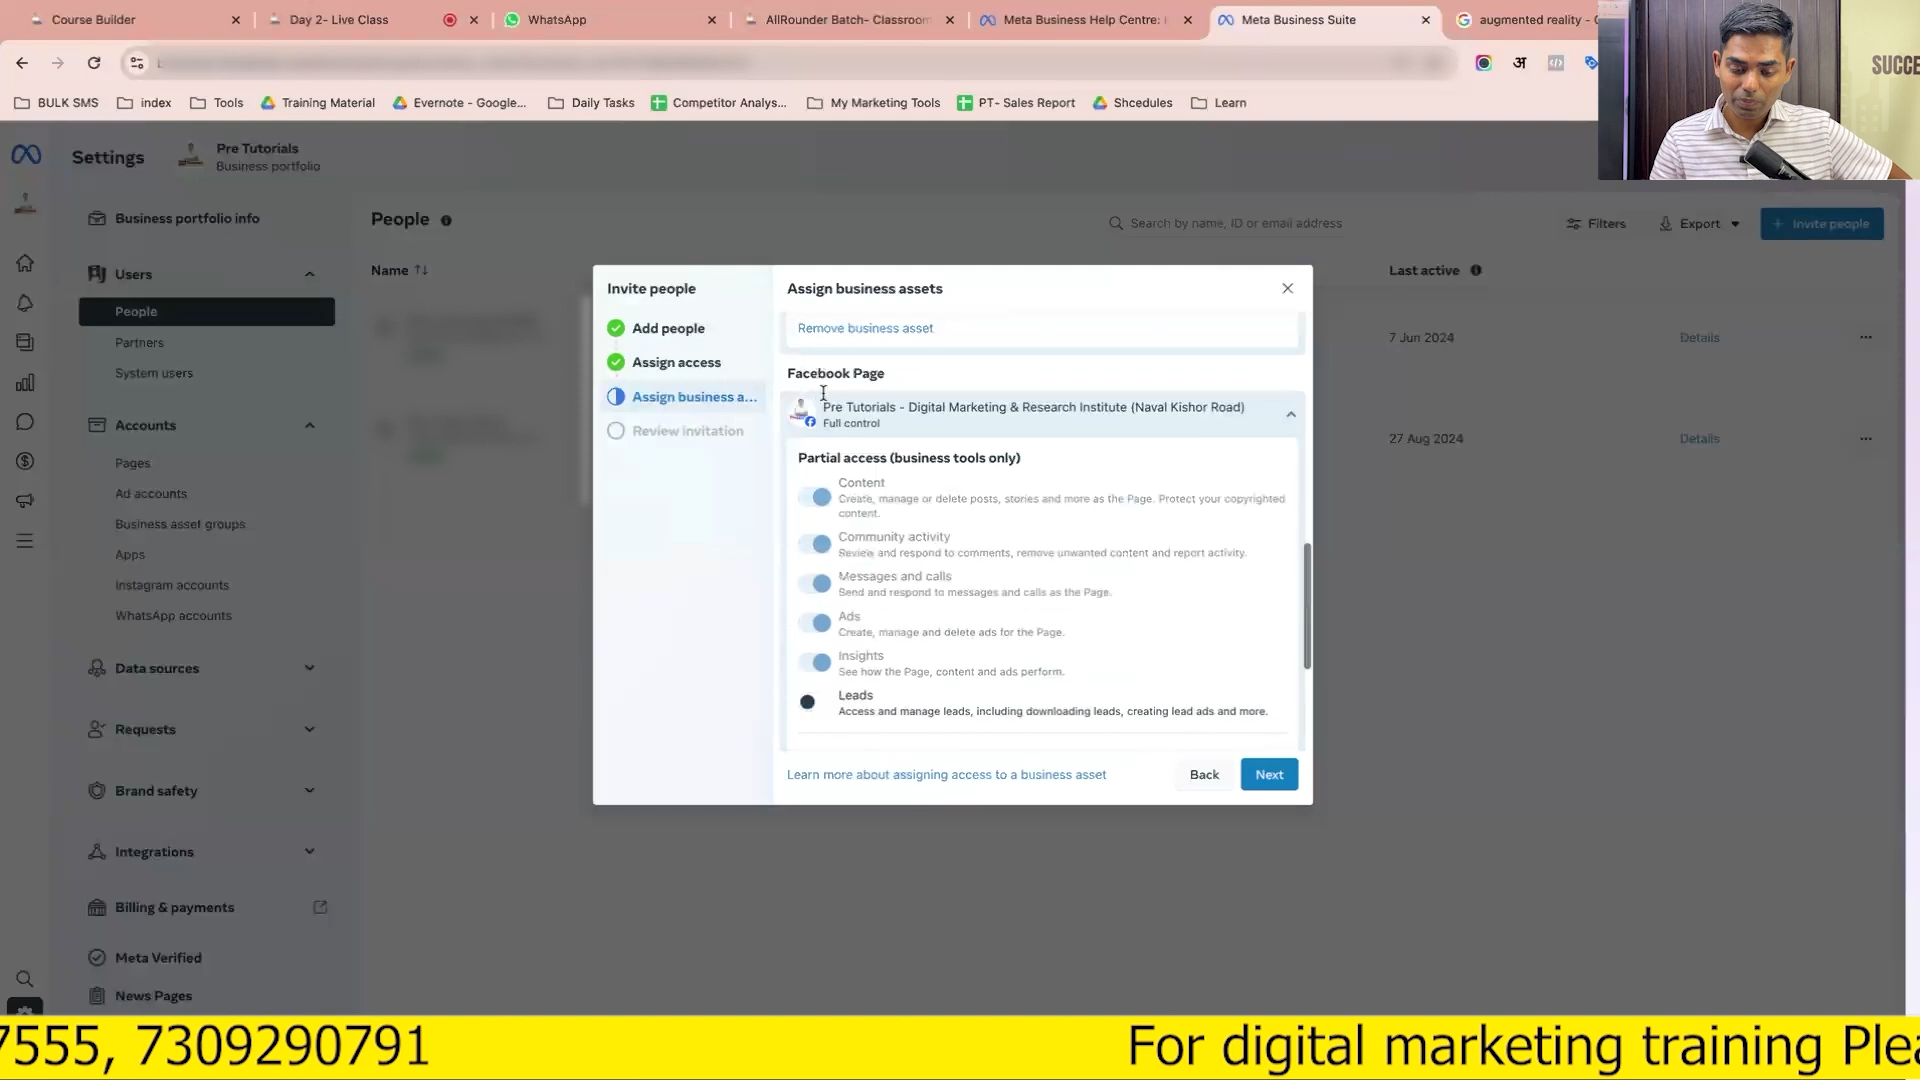 Course Builder
Day 2- Live Class
WhatsApp
AllRounder Batch- Classroom
Meta Business Help Centre:
Meta Business Suite
augmented reality -
BULK SMS
index
Tools
Training Material
Evernote - Google...
Daily Tasks
Competitor Analys...
My Marketing Tools
PT- Sales Report
Shcedules
Learn
अ
SUCCE
Settings
Pre Tutorials
Business portfolio
Business portfolio info
Users
People
Partners
System users
Accounts
Pages
Ad accounts
Business asset groups
Apps
Instagram accounts
WhatsApp accounts
Data sources
Requests
Brand safety
Integrations
Billing & payments
Meta Verified
News Pages
People
Search by name, ID or email address
Filters
Export
+ Invite people
Name
Last active
7 Jun 2024
Details
27 Aug 2024
Details
Invite people
Add people
Assign access
Assign business a...
Review invitation
Assign business assets
Remove business asset
Facebook Page
Pre Tutorials - Digital Marketing & Research Institute (Naval Kishor Road)
Full control
Partial access (business tools only)
Content
Create, manage or delete posts, stories and more as the Page. Protect your copyrighted
content.
Community activity
Review and respond to comments, remove unwanted content and report activity.
Messages and calls
Send and respond to messages and calls as the Page.
Ads
Create, manage and delete ads for the Page.
Insights
See how the Page, content and ads perform.
Leads
Access and manage leads, including downloading leads, creating lead ads and more.
Learn more about assigning access to a business asset
Back
Next
7555, 7309290791
For digital marketing training Plea